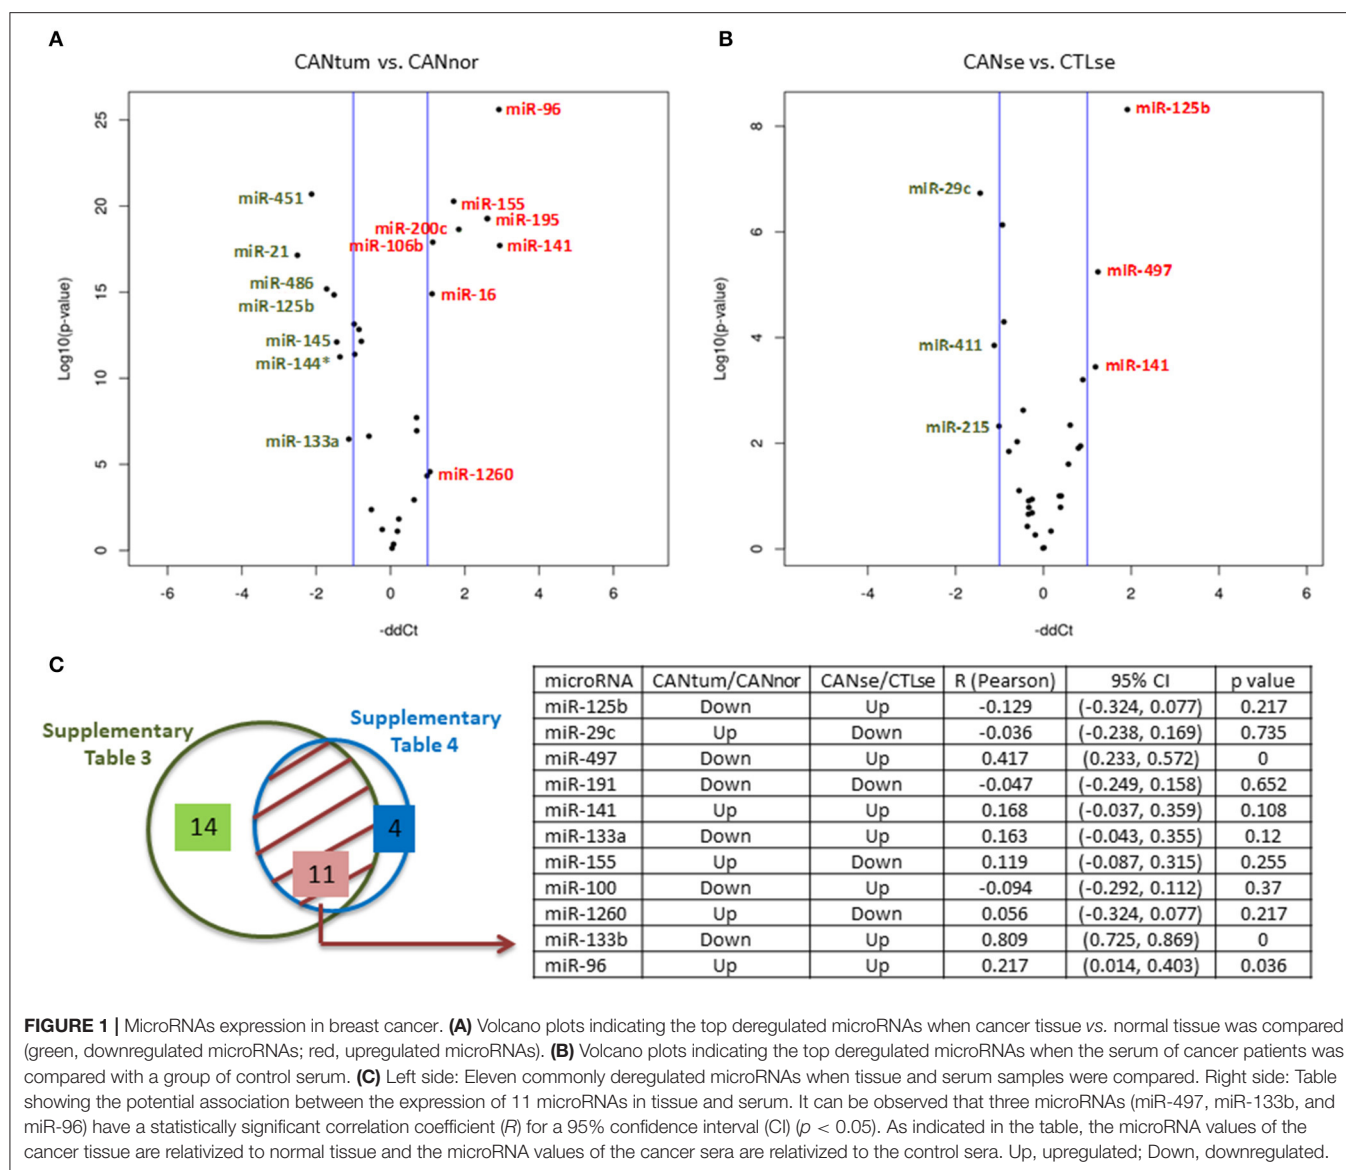 A
CANtum vs. CANnor
miR-96
miR-451
miR-155
miR-195
miR-200c
miR-106b
miR-141
miR-21
miR-486
miR-16
miR-125b
miR-145
miR-144*
miR-133a
miR-1260
Log10(p-value)
0 5 10 15 20 25
-6 -4 -2 0 2 4 6
-ddCt
B
CANse vs. CTLse
mIR-125b
mIR-29c
mIR-497
mIR-411
mIR-141
mIR-215
Log10(p-value)
0 2 4 6 8
-4 -2 0 2 4 6
-ddCt
C
Supplementary
Table 3
Supplementary
Table 4
14
11
4
microRNA CANtum/CANnor CANse/CTLse R (Pearson) 95% CI p value
miR-125b Down Up -0.129 (-0.324, 0.077) 0.217
miR-29c Up Down -0.036 (-0.238, 0.169) 0.735
miR-497 Down Up 0.417 (0.233, 0.572) 0
miR-191 Down Down -0.047 (-0.249, 0.158) 0.652
miR-141 Up Up 0.168 (-0.037, 0.359) 0.108
miR-133a Down Up 0.163 (-0.043, 0.355) 0.12
miR-155 Up Down 0.119 (-0.087, 0.315) 0.255
miR-100 Down Up -0.094 (-0.292, 0.112) 0.37
miR-1260 Up Down 0.056 (-0.324, 0.077) 0.217
miR-133b Down Up 0.809 (0.725, 0.869) 0
miR-96 Up Up 0.217 (0.014, 0.403) 0.036
FIGURE 1 | MicroRNAs expression in breast cancer. (A) Volcano plots indicating the top deregulated microRNAs when cancer tissue vs. normal tissue was compared
(green, downregulated microRNAs; red, upregulated microRNAs). (B) Volcano plots indicating the top deregulated microRNAs when the serum of cancer patients was
compared with a group of control serum. (C) Left side: Eleven commonly deregulated microRNAs when tissue and serum samples were compared. Right side: Table
showing the potential association between the expression of 11 microRNAs in tissue and serum. It can be observed that three microRNAs (miR-497, miR-133b, and
miR-96) have a statistically significant correlation coefficient (R) for a 95% confidence interval (CI) (p < 0.05). As indicated in the table, the microRNA values of the
cancer tissue are relativized to normal tissue and the microRNA values of the cancer sera are relativized to the control sera. Up, upregulated; Down, downregulated.